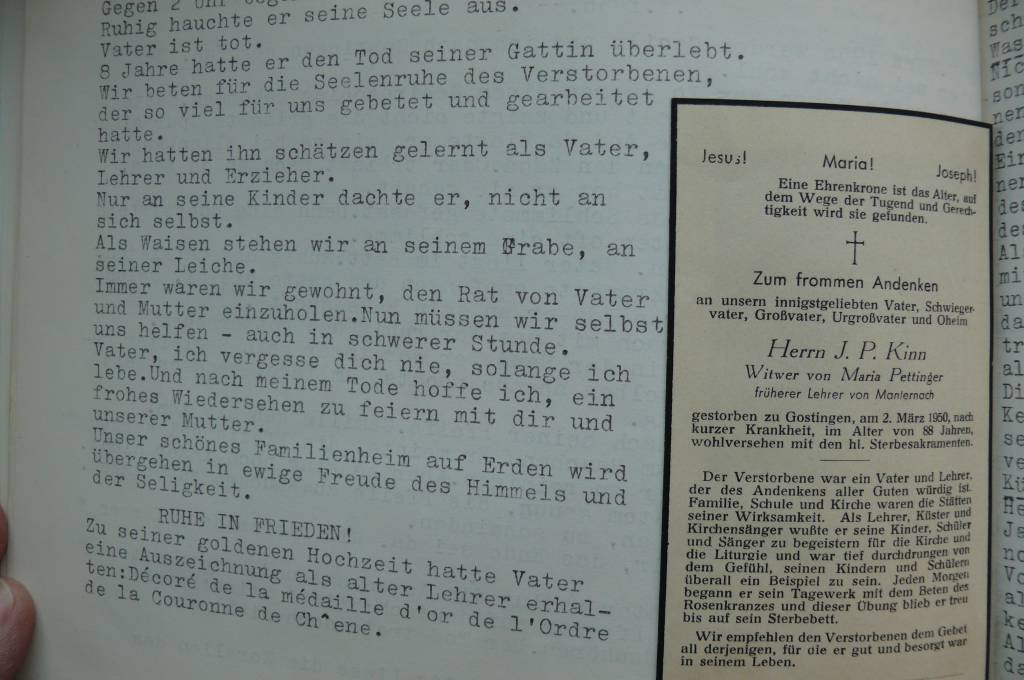 Gegen 2 Uhr
Ruhig hauchte er seine Seele aus.
Vater ist tot.
8 Jahre hatte er den Tod seiner Gattin überlebt.
Wir beten für die Seelenruhe des Verstorbenen,
der so viel für uns gebetet und gearbeitet
hatte.
Wir hatten ihn schätzen gelernt als Vater,
Lehrer und Erzieher.
Nur an seine Kinder dachte er, nicht an
sich selbst.
Als Waisen stehen wir an seinem Grabe, an
seiner Leiche.
Immer waren wir gewohnt, den Rat von Vater
und Mutter einzuholen.Nun müssen wir selbst
uns helfen - auch in schwerer Stunde.
Vater, ich vergesse dich nie, solange ich
lebe.Und nach meinem Tode hoffe ich, ein
frohes Wiedersehen zu feiern mit dir und
unserer Mutter.
Unser schönes Familienheim auf Erden wird
übergehen in ewige Freude des Himmels und
der Seligkeit.
RUHE IN FRIEDEN!
Zu seiner goldenen Hochzeit hatte Vater
eine Auszeichnung als alter Lehrer erhal-
ten:Décoré de la médaille d'or de l'Ordre
de la Couronne de Ch^ene.
Jesus! Maria! Joseph!
Eine Ehrenkrone ist das Alter, auf
dem Wege der Tugend und Gerech-
tigkeit wird sie gefunden.
Zum frommen Andenken
an unsern innigstgeliebten Vater, Schwieger-
vater, Großvater, Urgroßvater und Oheim
Herrn J. P. Kinn
Witwer von Maria Pettinger
früherer Lehrer von Manternach
gestorben zu Gostingen, am 2. März 1950, nach
kurzer Krankheit, im Alter von 88 Jahren,
wohlversehen mit den hl. Sterbesakramenten.
Der Verstorbene war ein Vater und Lehrer,
der des Andenkens aller Guten würdig ist.
Familie, Schule und Kirche waren die Stätten
seiner Wirksamkeit. Als Lehrer, Küster und
Kirchensänger wußte er seine Kinder, Schüler
und Sänger zu begeistern für die Kirche und
die Liturgie und war tief durchdrungen von
dem Gefühl, seinen Kindern und Schülern
überall ein Beispiel zu sein. Jeden Morgen
begann er sein Tagewerk mit dem Beten des
Rosenkranzes und dieser Übung blieb er treu
bis auf sein Sterbebett.
Wir empfehlen den Verstorbenen dem Gebet
all derjenigen, für die er gut und besorgt war
in seinem Leben.